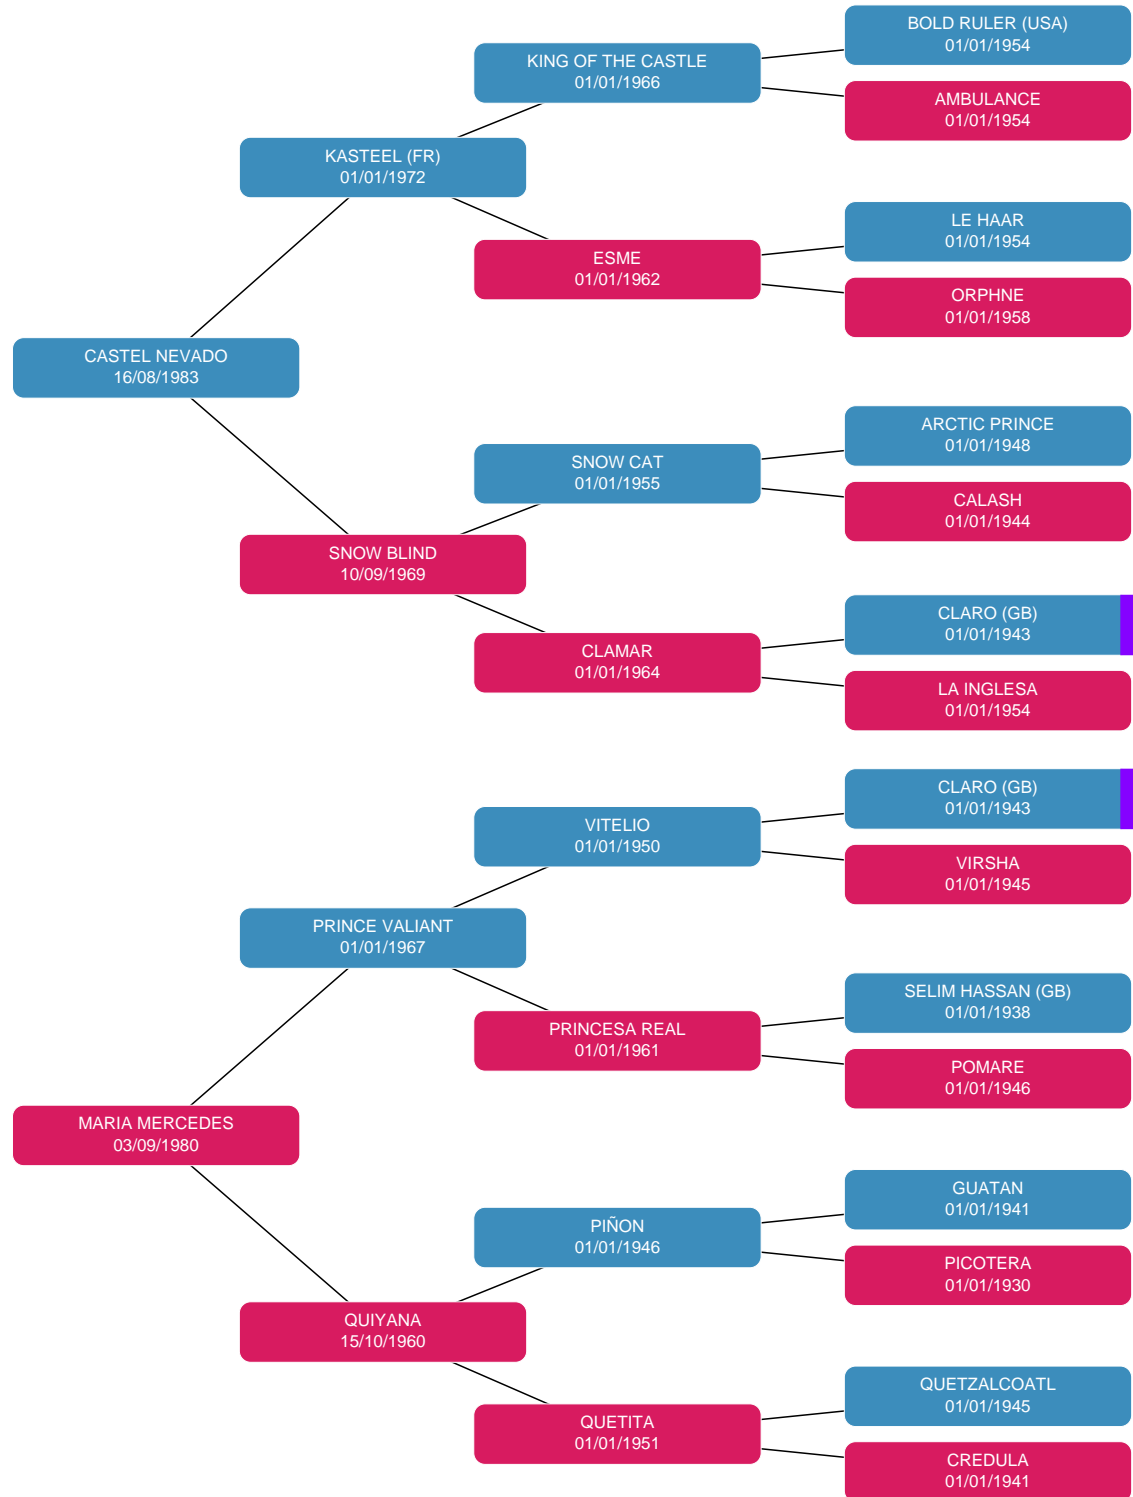 BOLD RULER (USA)
01/01/1954
KING OF THE CASTLE
01/01/1966
AMBULANCE
01/01/1954
KASTEEL (FR)
01/01/1972
LE HAAR
01/01/1954
ESME
01/01/1962
ORPHNE
01/01/1958
CASTEL NEVADO
16/08/1983
ARCTIC PRINCE
01/01/1948
SNOW CAT
01/01/1955
CALASH
01/01/1944
SNOW BLIND
10/09/1969
CLARO (GB)
01/01/1943
CLAMAR
01/01/1964
LA INGLESA
01/01/1954
CLARO (GB)
01/01/1943
VITELIO
01/01/1950
VIRSHA
01/01/1945
PRINCE VALIANT
01/01/1967
SELIM HASSAN (GB)
01/01/1938
PRINCESA REAL
01/01/1961
POMARE
01/01/1946
MARIA MERCEDES
03/09/1980
GUATAN
01/01/1941
PIÑON
01/01/1946
PICOTERA
01/01/1930
QUIYANA
15/10/1960
QUETZALCOATL
01/01/1945
QUETITA
01/01/1951
CREDULA
01/01/1941